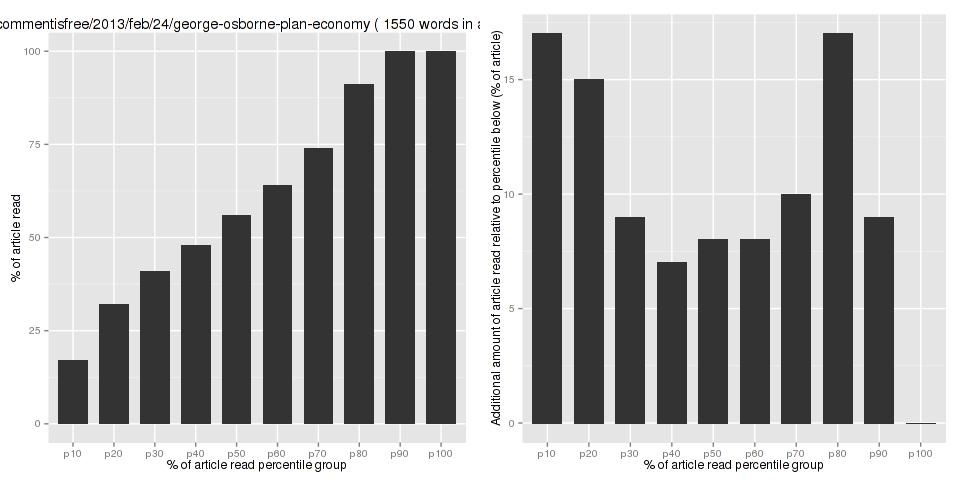 commentisfree/2013/feb/24/george-osborne-plan-economy ( 1550 words in
100
75
50
25
0
% of article read
p10 p20 p30 p40 p50 p60 p70 p80 p90 p100
% of article read percentile group
15
10
5
0
Additional amount of article read relative to percentile below (% of article)
p10 p20 p30 p40 p50 p60 p70 p80 p90 p100
% of article read percentile group